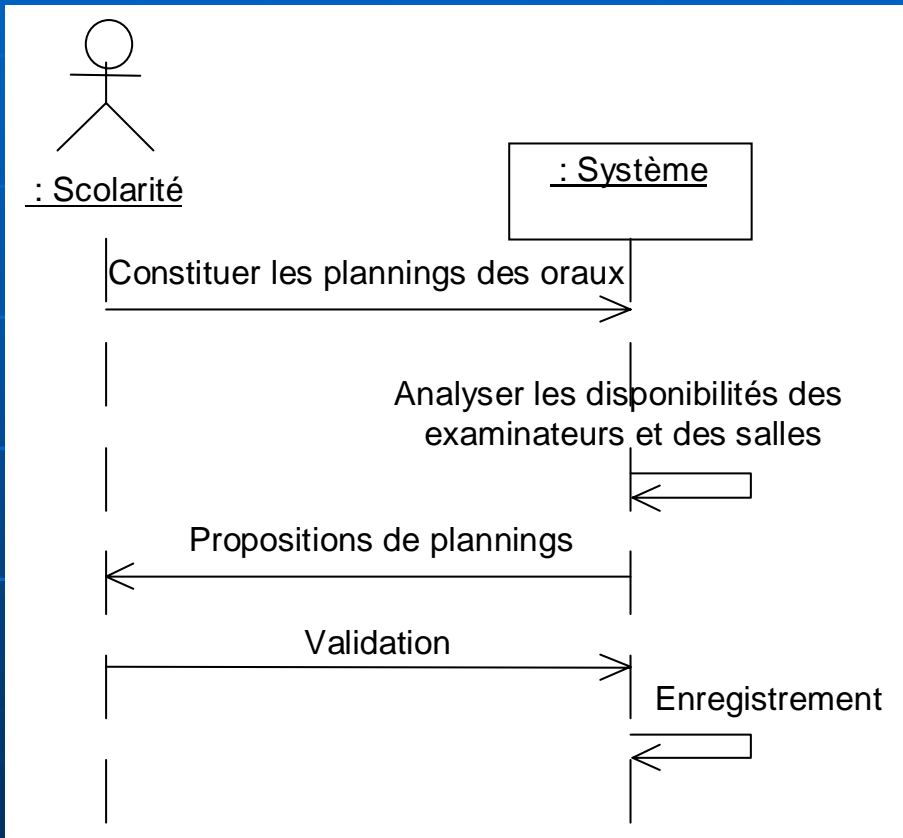 : Scolarité
: Système
Constituer les plannings des oraux
Analyser les disponibilités des
examinateurs et des salles
Propositions de plannings
Validation
Enregistrement